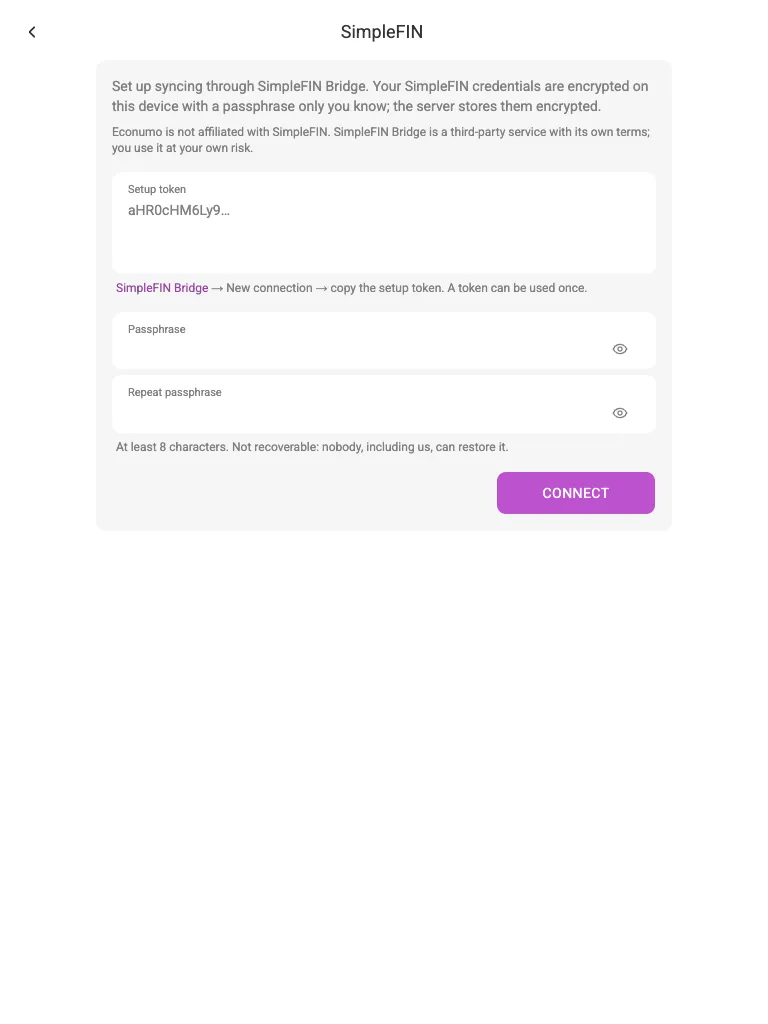 SimpleFIN
Set up syncing through SimpleFIN Bridge. Your SimpleFIN credentials are encrypted on
this device with a passphrase only you know; the server stores them encrypted.
Econumo is not affiliated with SimpleFIN. SimpleFIN Bridge is a third-party service with its own terms;
you use it at your own risk.
Setup token
aHR0cHM6Ly9…
SimpleFIN Bridge → New connection → copy the setup token. A token can be used once.
Passphrase
Repeat passphrase
At least 8 characters. Not recoverable: nobody, including us, can restore it.
CONNECT